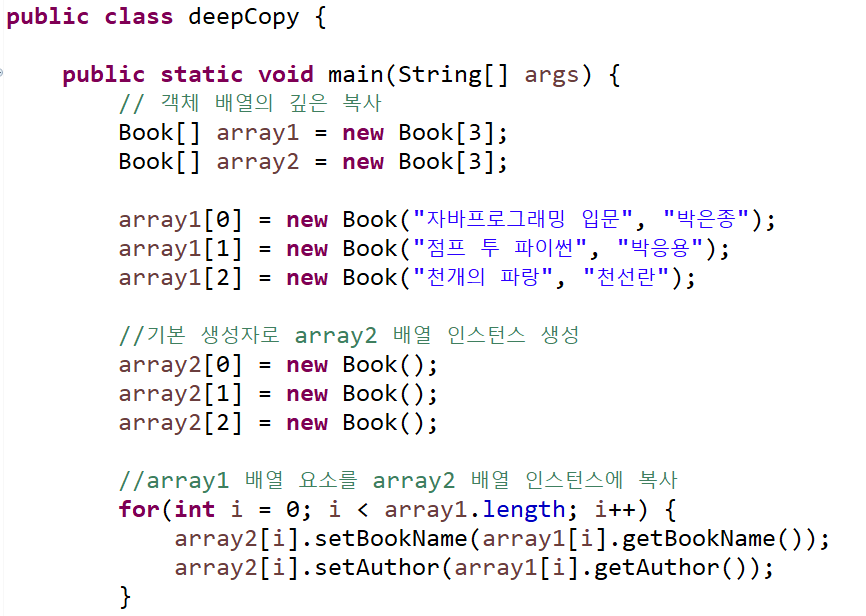 public class deepCopy {
public static void main(String[] args) {
// 객체 배열의 깊은 복사
Book[] array1 = new Book[3];
Book[] array2 = new Book[3];
array1[0] = new Book("자바프로그래밍 입문", "박은종");
array1[1] = new Book("점프 투 파이썬", "박응용");
array1[2] = new Book("천개의 파랑", "천선란");
//기본 생성자로 array2 배열 인스턴스 생성
array2[0] = new Book();
array2[1] = new Book();
array2[2] = new Book();
//array1 배열 요소를 array2 배열 인스턴스에 복사
for(int i = 0; i < array1.length; i++) {
array2[i].setBookName(array1[i].getBookName());
array2[i].setAuthor(array1[i].getAuthor());
}